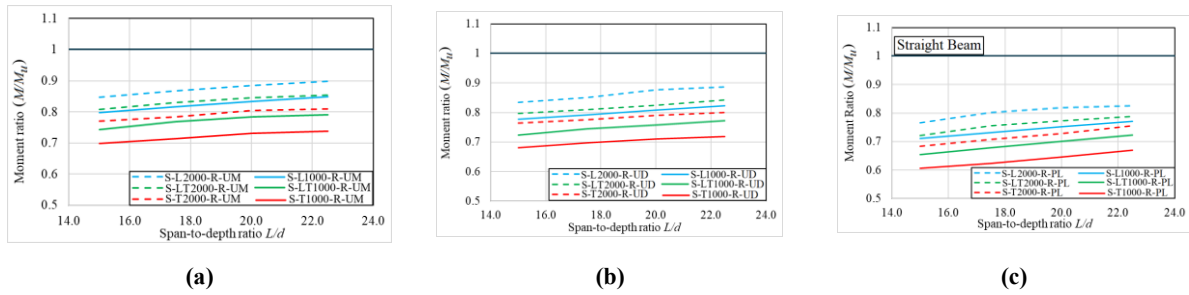 1.1
1
0.9
0.8
0.7
0.6
0.5
Moment ratio (M/Mu)
S-L2000-R-UM S-L1000-R-UM
S-LT2000-R-UM S-LT1000-R-UM
S-T2000-R-UM S-T1000-R-UM
14.0 16.0 18.0 20.0 22.0 24.0
Span-to-depth ratio L/d
(a)
1.1
1
0.9
0.8
0.7
0.6
0.5
Moment ratio (M/Mu)
S-L2000-R-UD S-L1000-R-UD
S-LT2000-R-UD S-LT1000-R-UD
S-T2000-R-UD S-T1000-R-UD
14.0 16.0 18.0 20.0 22.0 24.0
Span-to-depth ratio L/d
(b)
1.1
1
0.9
0.8
0.7
0.6
0.5
Moment Ratio (M/Mu)
Straight Beam
S-L2000-R-PL S-L1000-R-PL
S-LT2000-R-PL S-LT1000-R-PL
S-T2000-R-PL S-T1000-R-PL
14.0 16.0 18.0 20.0 22.0 24.0
Span-to-depth ratio L/d
(c)